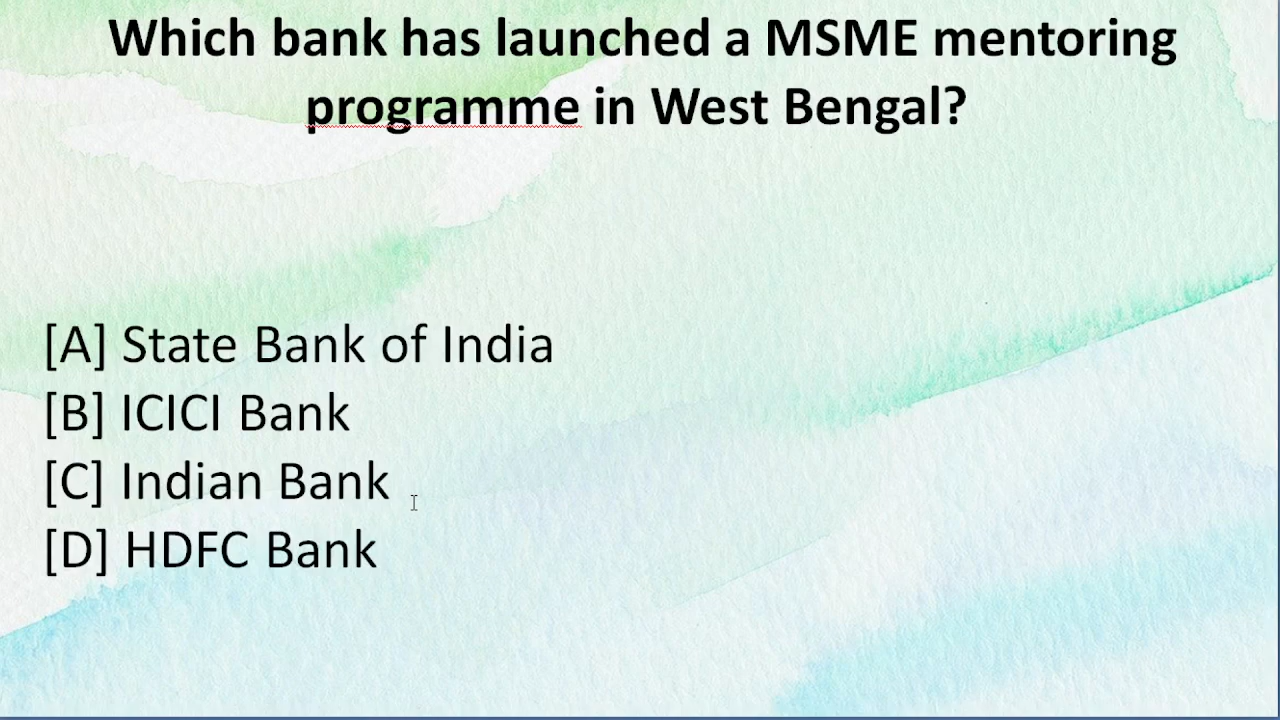 Which bank has launched a MSME mentoring
programme in West Bengal?
[A] State Bank of India
[B] ICICI Bank
[C] Indian Bank
[D] HDFC Bank